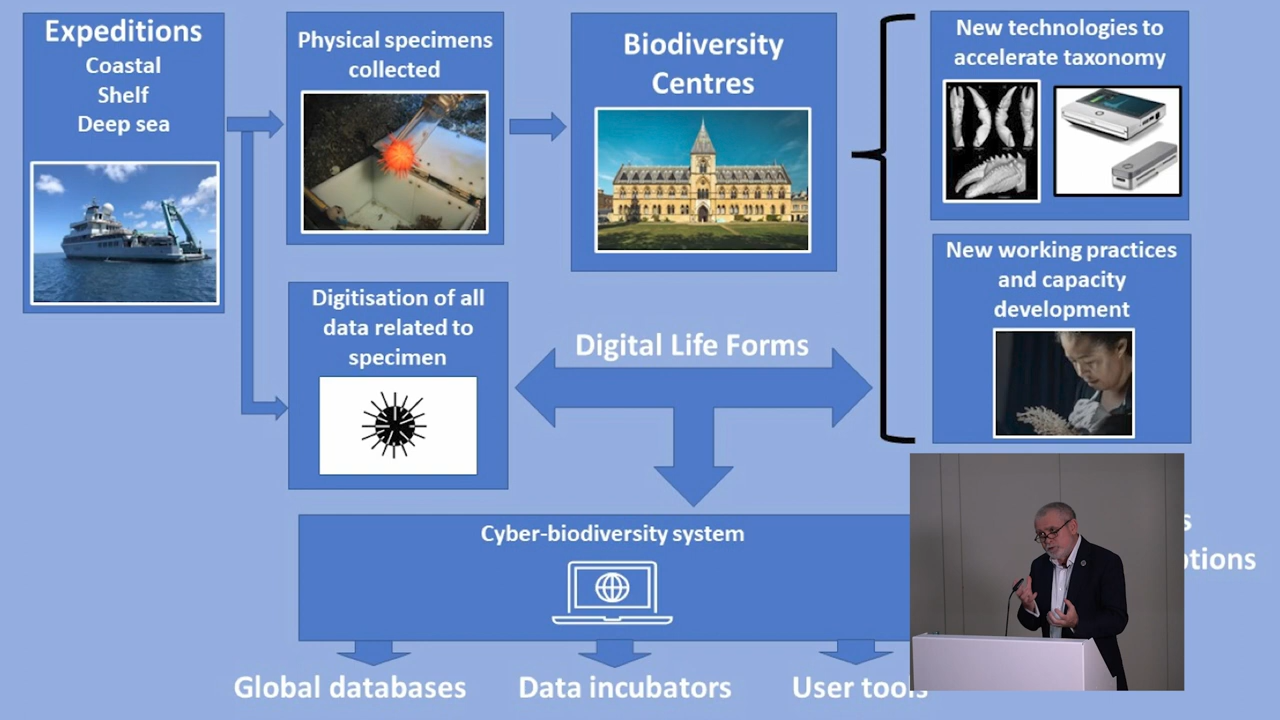 Expeditions
Coastal
Shelf
Deep sea
Physical specimens
collected
Biodiversity
Centres
New technologies to
accelerate taxonomy
New working practices
and capacity
development
Digitisation of all
data related to
specimen
Digital Life Forms
Cyber-biodiversity system
Global databases
Data incubators
User tools